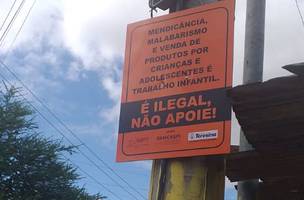 MENDICÂNCIA,
MALABARISMO
E VENDA DE
PRODUTOS POR
CRIANÇAS E
ADOLESCENTES É
TRABALHO INFANTIL.
É ILEGAL,
NÃO APOIE!
Teresina